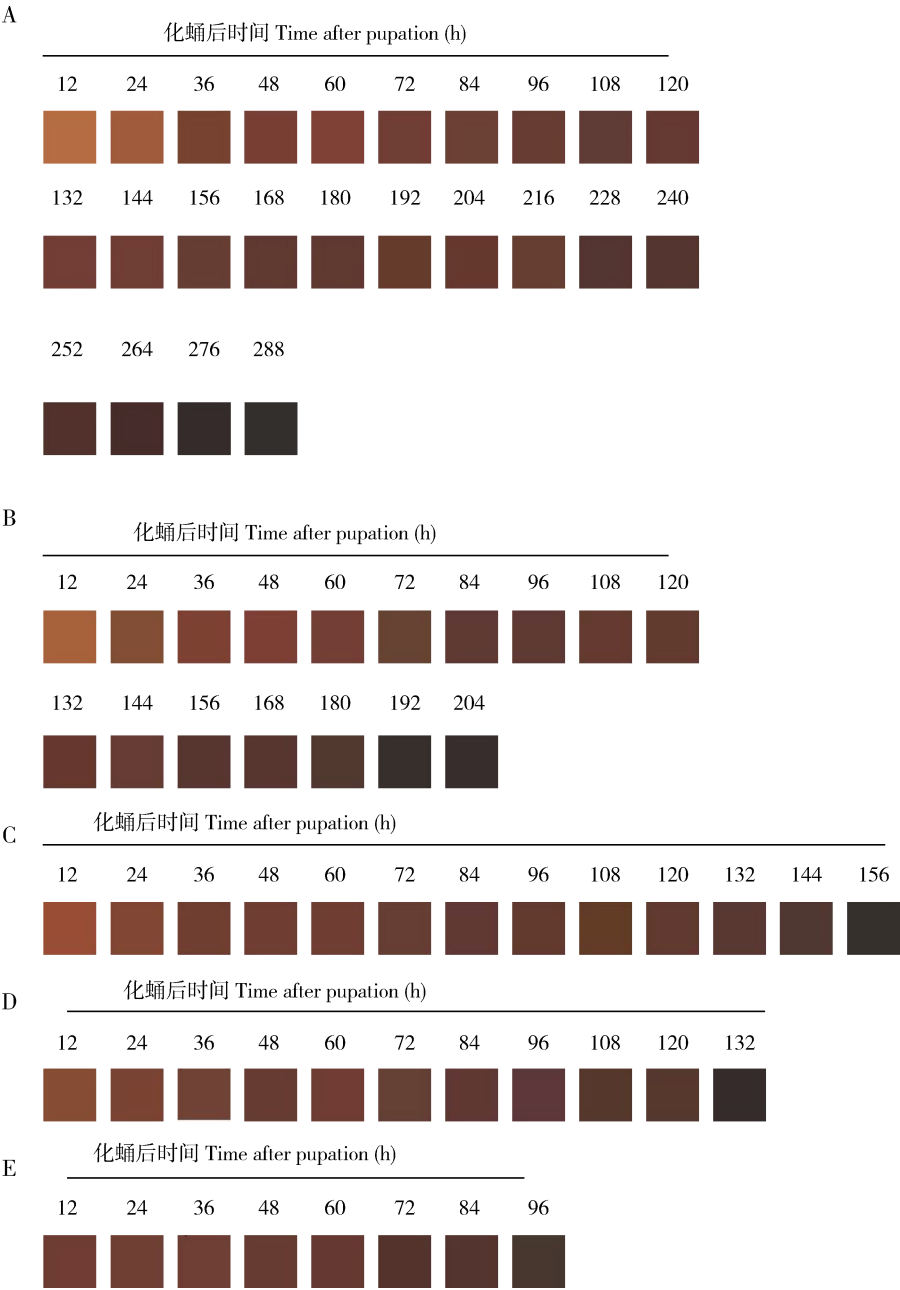 A
化蛹后时间 Time after pupation (h)
12 24 36 48 60 72 84 96 108 120
132 144 156 168 180 192 204 216 228 240
252 264 276 288
B
化蛹后时间 Time after pupation (h)
12 24 36 48 60 72 84 96 108 120
132 144 156 168 180 192 204
化蛹后时间 Time after pupation (h)
C
12 24 36 48 60 72 84 96 108 120 132 144 156
化蛹后时间 Time after pupation (h)
D
12 24 36 48 60 72 84 96 108 120 132
化蛹后时间 Time after pupation (h)
E
12 24 36 48 60 72 84 96